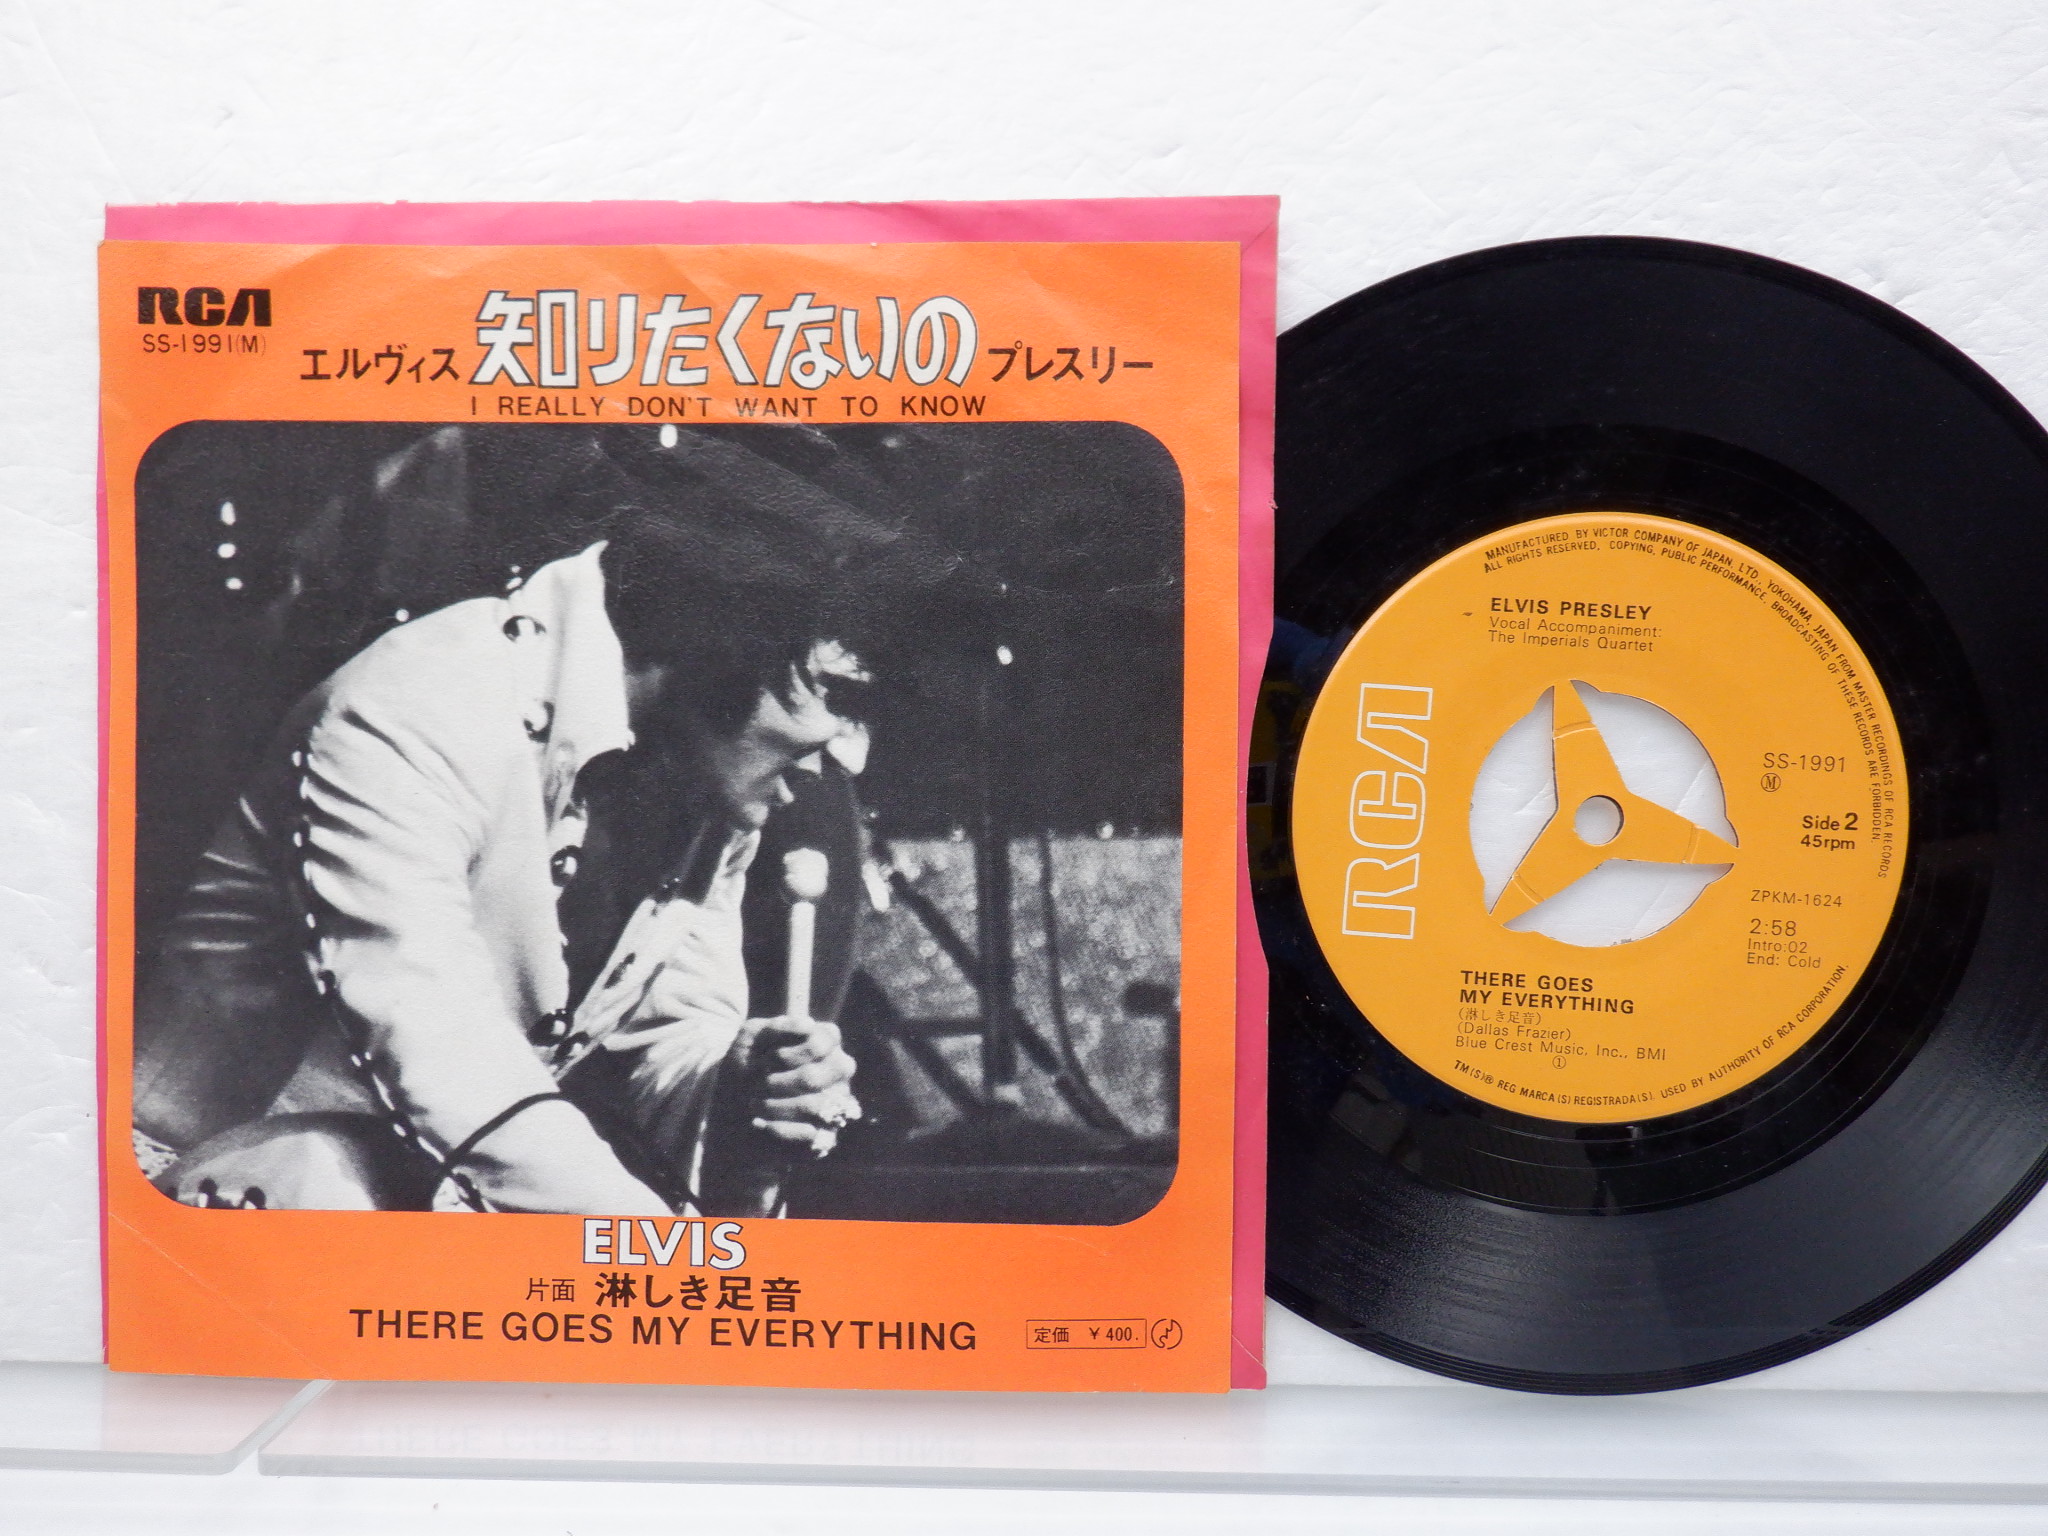 RCA
SS-1991(M)
エルヴィス 知りたくないの プレスリー
I REALLY DON'T WANT TO KNOW
ELVIS
片面 淋しき足音
THERE GOES MY EVERYTHING
定価 ¥400.
MANUFACTURED BY VICTOR COMPANY OF JAPAN, LTD., YOKOHAMA, JAPAN FROM MASTER RECORDINGS OF RCA RECORDS
ALL RIGHTS RESERVED. COPYING, PUBLIC PERFORMANCE, BROADCASTING OF THESE RECORDS ARE FORBIDDEN.
ELVIS PRESLEY
Vocal Accompaniment:
The Imperials Quartet
RCA
SS-1991
Ⓜ
Side 2
45rpm
ZPKM-1624
2:58
Intro:02
End: Cold
THERE GOES
MY EVERYTHING
(淋しき足音)
(Dallas Frazier)
Blue Crest Music, Inc., BMI
①
TM(S)® REG MARCA(S) REGISTRADA(S). USED BY AUTHORITY OF RCA CORPORATION.